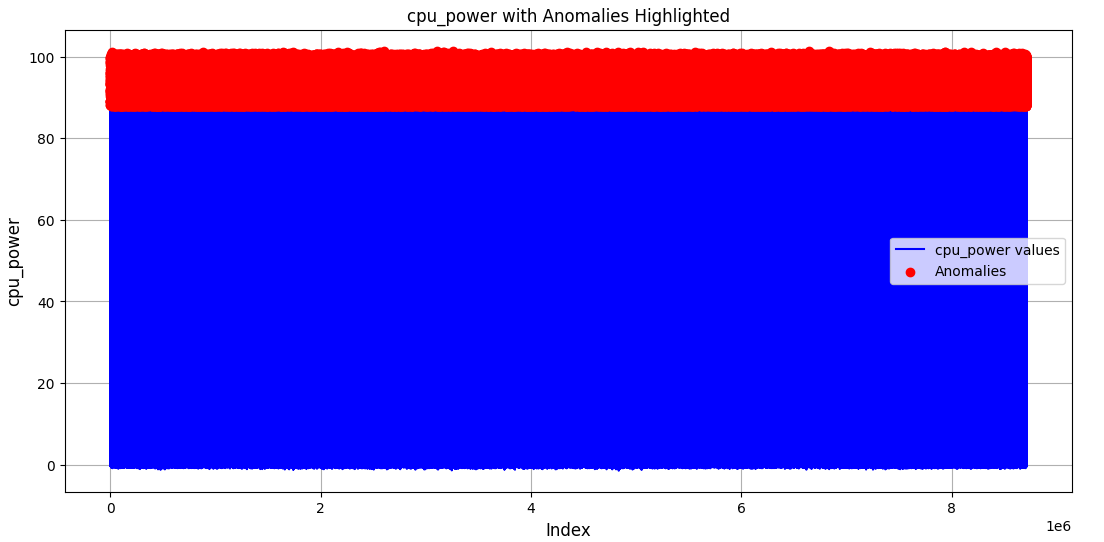 cpu_power with Anomalies Highlighted
100
80
60
40
20
0
cpu_power
cpu_power values
Anomalies
0 2 4 6 8
1e6
Index